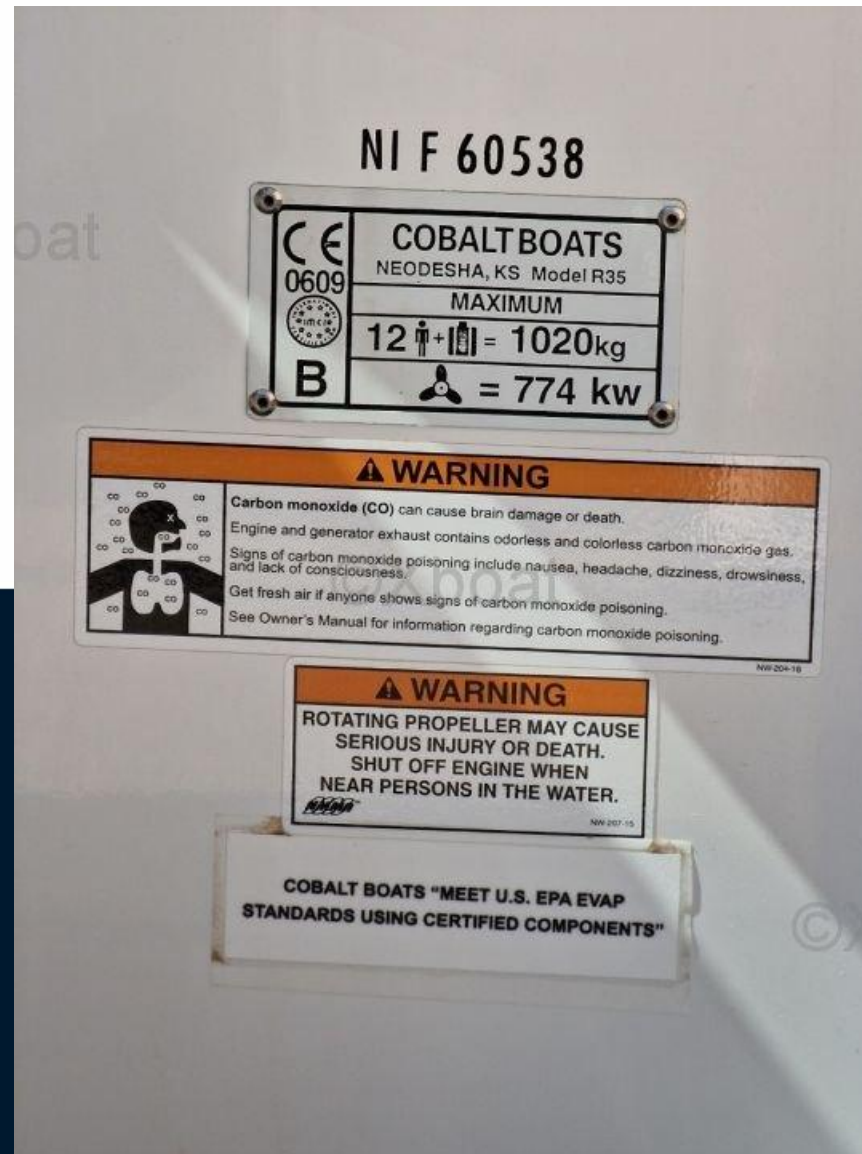 NI F 60538
CE
0609
imci
B
COBALT BOATS
NEODESHA, KS Model R35
MAXIMUM
12 + = 1020kg
= 774 kw
WARNING
Carbon monoxide (CO) can cause brain damage or death.
Engine and generator exhaust contains odorless and colorless carbon monoxide gas.
Signs of carbon monoxide poisoning include nausea, headache, dizziness, drowsiness,
and lack of consciousness.
Get fresh air if anyone shows signs of carbon monoxide poisoning.
See Owner's Manual for information regarding carbon monoxide poisoning.
NW-204-16
WARNING
ROTATING PROPELLER MAY CAUSE
SERIOUS INJURY OR DEATH.
SHUT OFF ENGINE WHEN
NEAR PERSONS IN THE WATER.
NMMA
NW-207-15
COBALT BOATS "MEET U.S. EPA EVAP
STANDARDS USING CERTIFIED COMPONENTS"